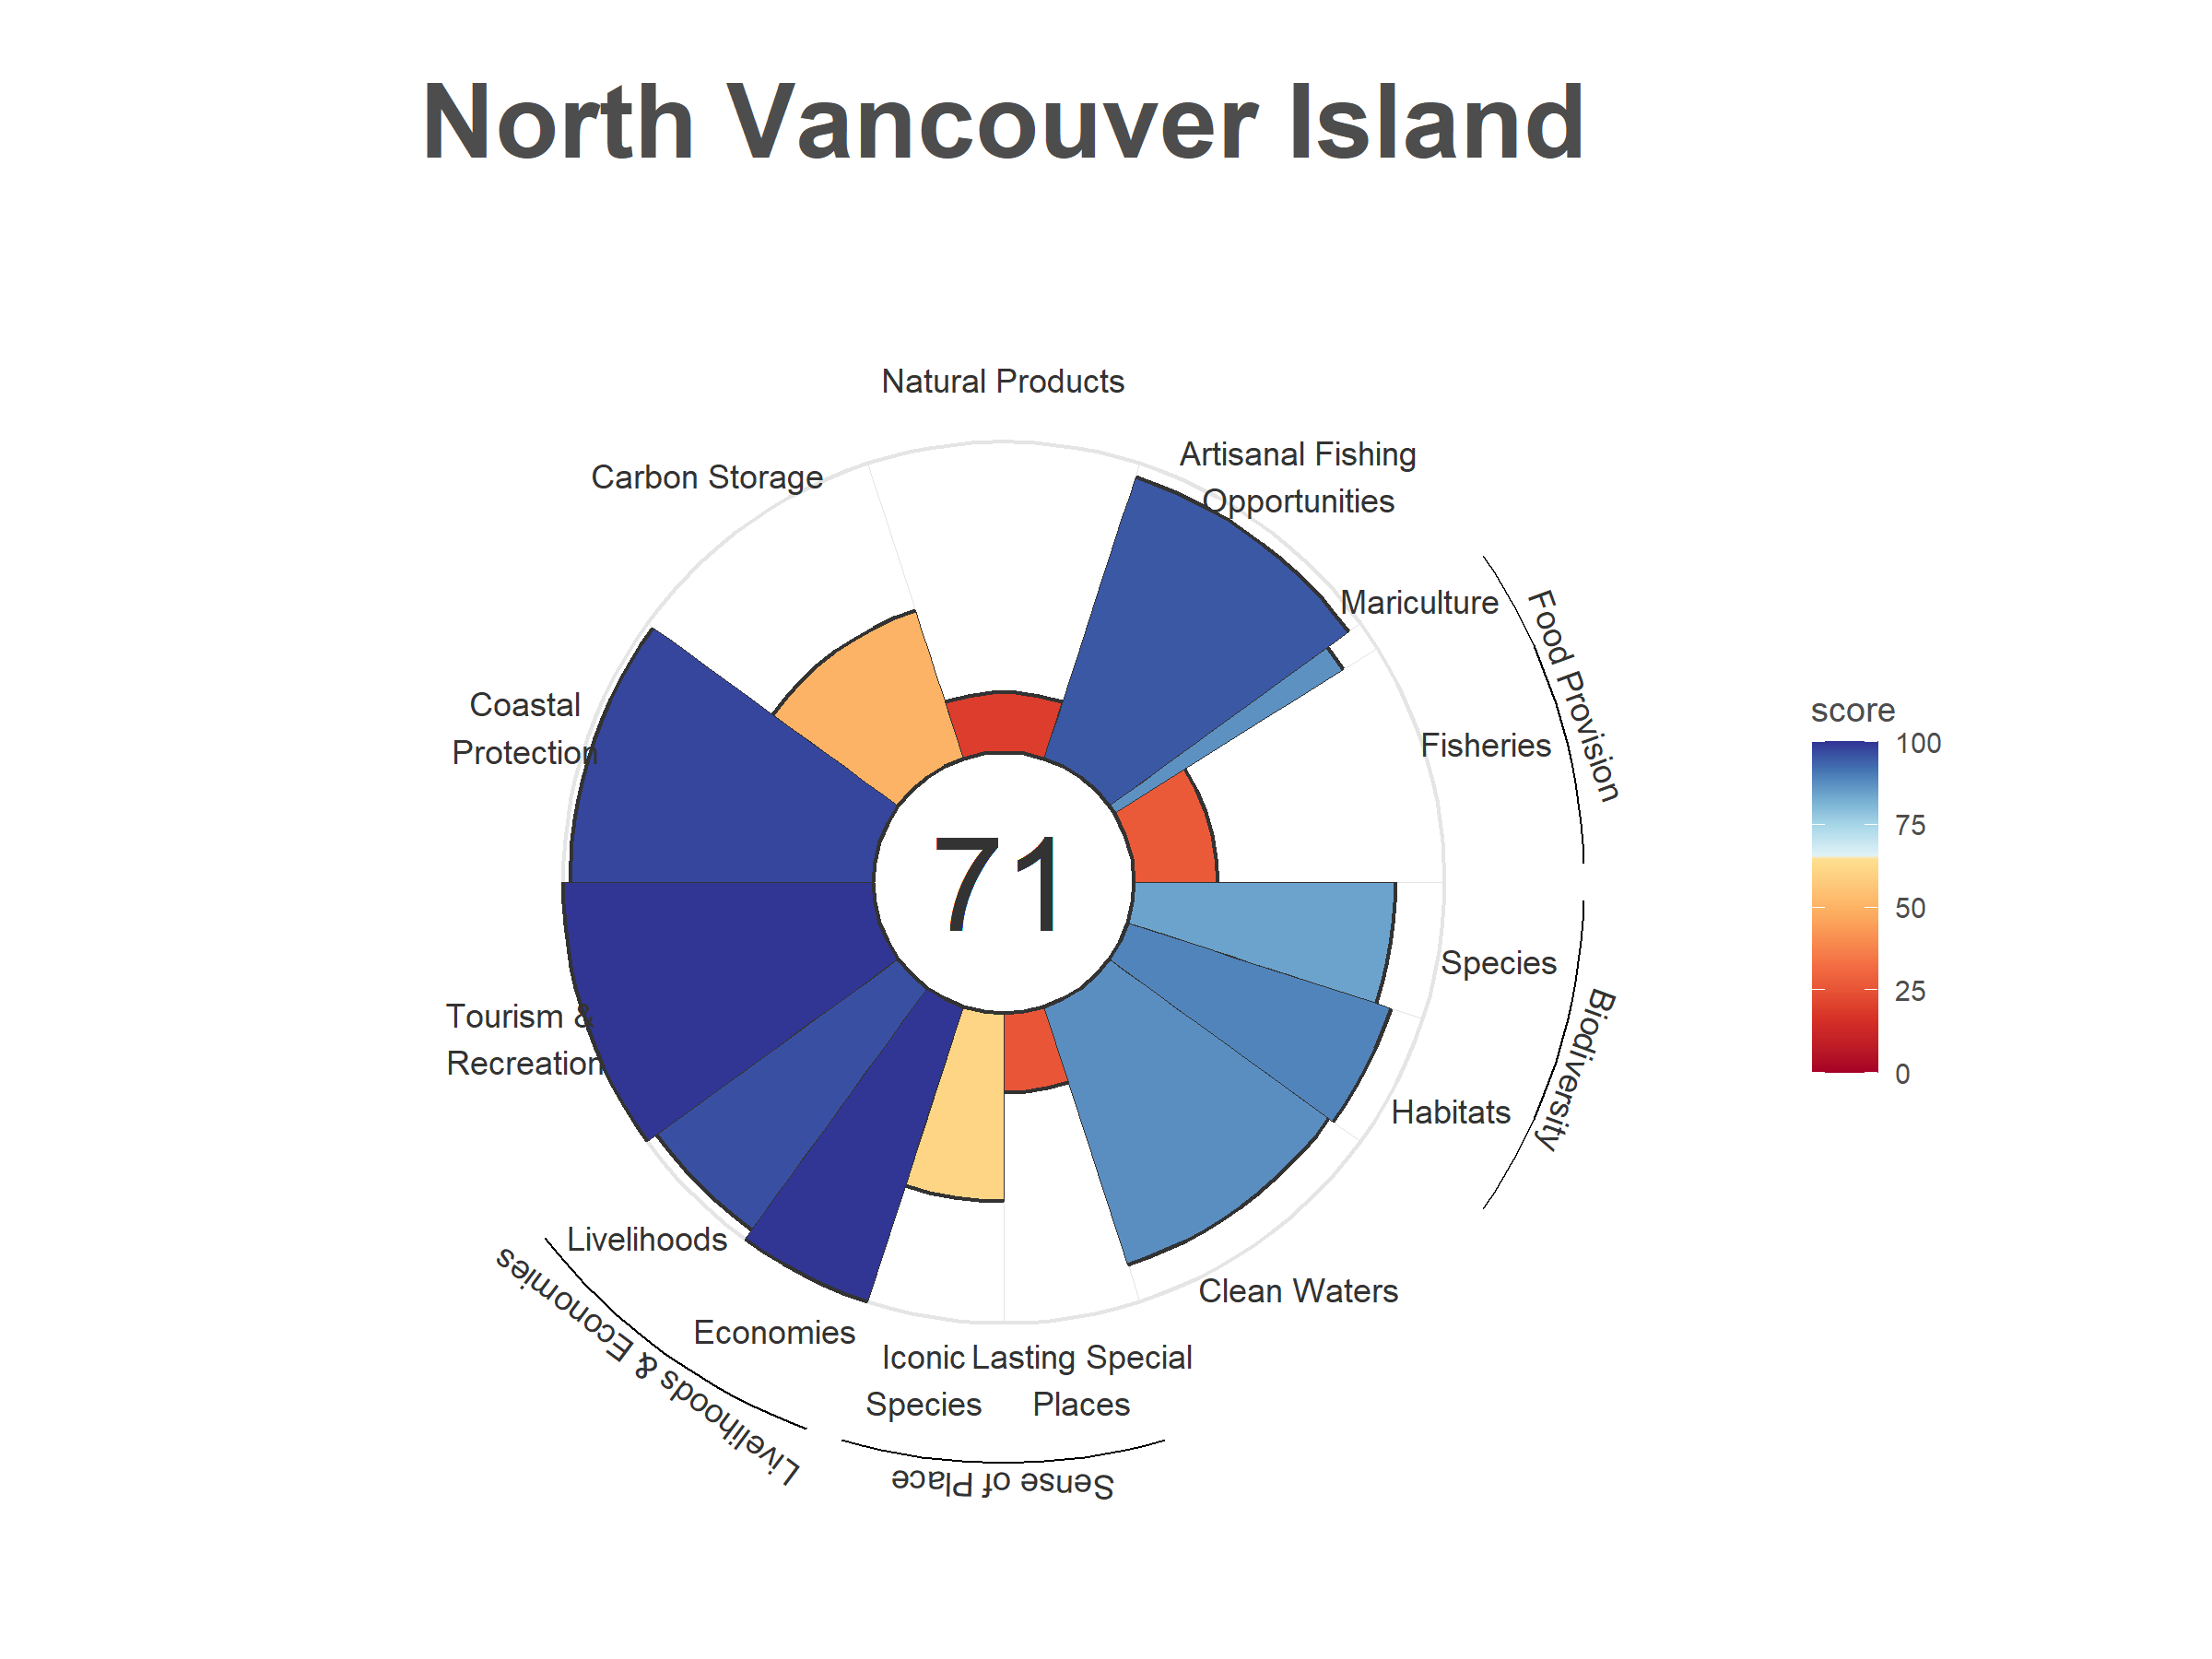 North Vancouver Island
Natural Products
Artisanal Fishing
Opportunities
Carbon Storage
Mariculture
Food Provision
Fisheries
Coastal
Protection
score
100
75
50
25
0
71
Species
Biodiversity
Habitats
Tourism &
Recreation
Livelihoods
Clean Waters
Economies
Livelihoods & Economies
Iconic
Species
Lasting Special
Places
Sense of Place